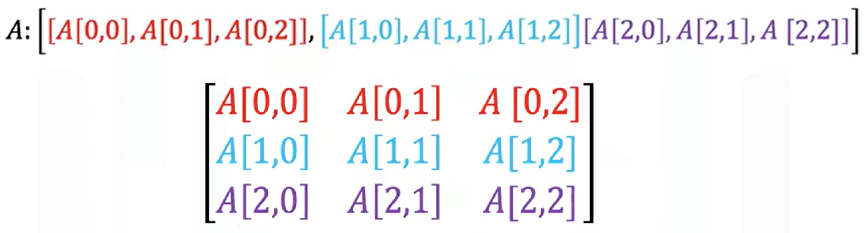 A: [[A[0,0], A[0,1], A[0,2]], [A[1,0], A[1,1], A[1,2]][A[2,0], A[2,1], A [2,2]]]
A[0,0] A[0,1] A [0,2]
A[1,0] A[1,1] A[1,2]
A[2,0] A[2,1] A[2,2]